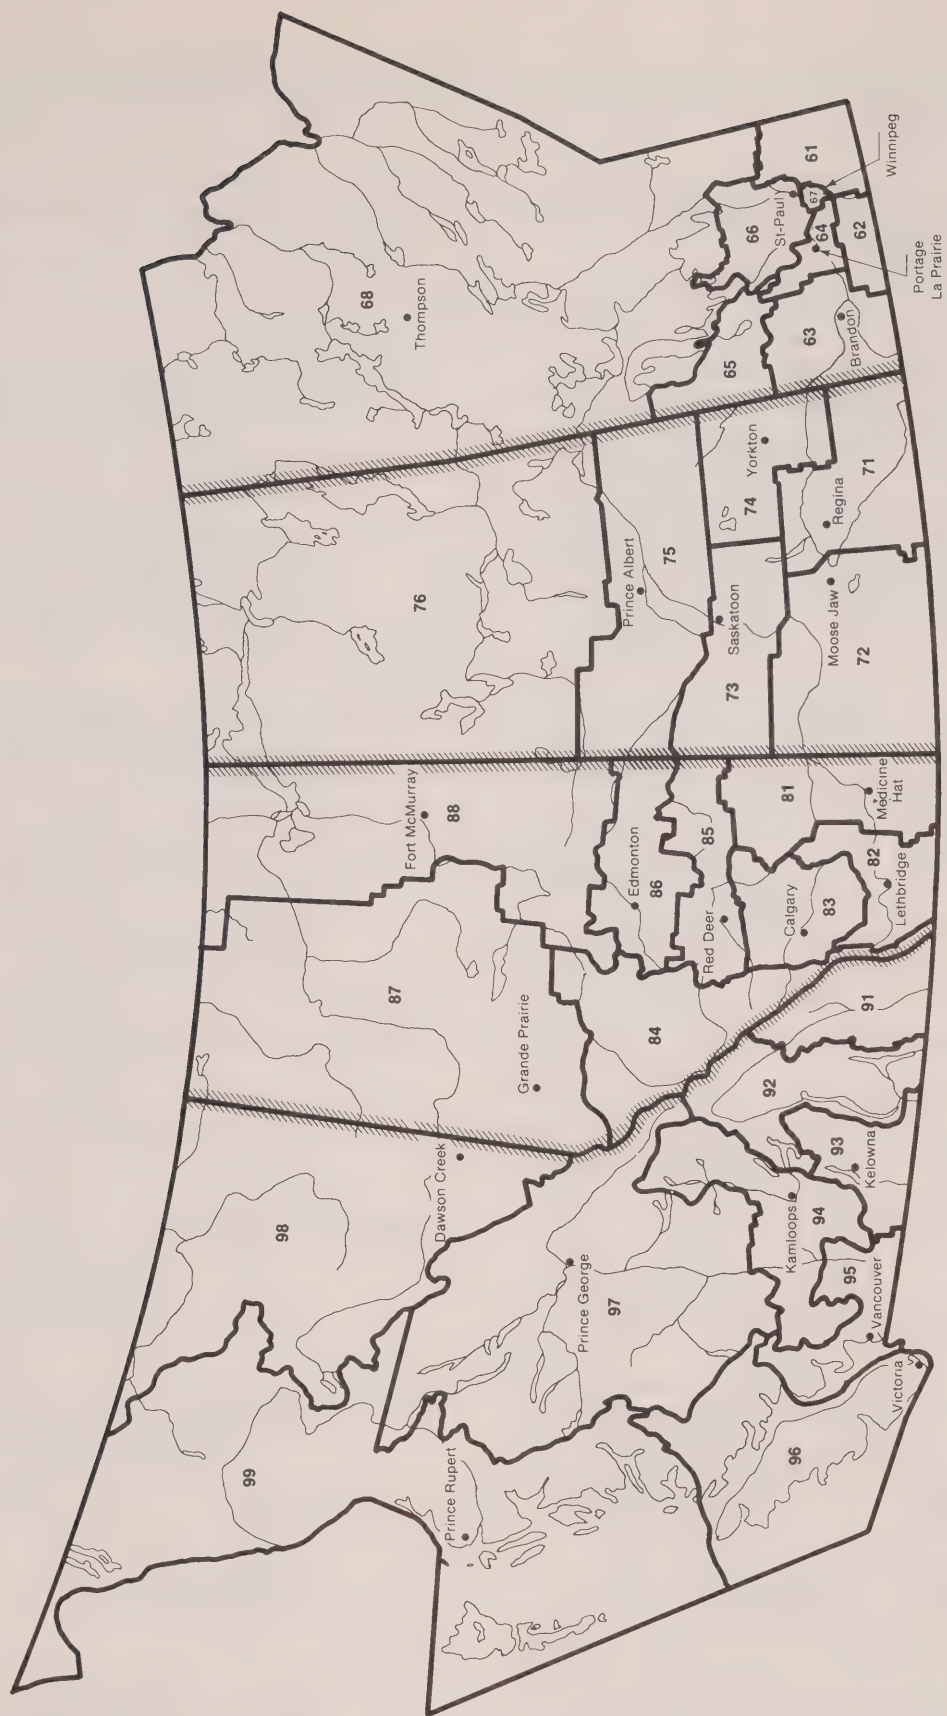 99
98
Prince Rupert
Dawson Creek
Prince George
97
96
Victoria
Vancouver
95
Kamloops
94
93
Kelowna
92
91
87
Grande Prairie
84
Fort McMurray
88
Edmonton
86
Red Deer
85
Calgary
83
81
82
Medicine
Hat
Lethbridge
76
Prince Albert
75
Saskatoon
73
74
Yorkton
Moose Jaw
72
Regina
71
68
Thompson
65
66
63
Brandon
St-Paul
64
67
61
62
Winnipeg
Portage
La Prairie